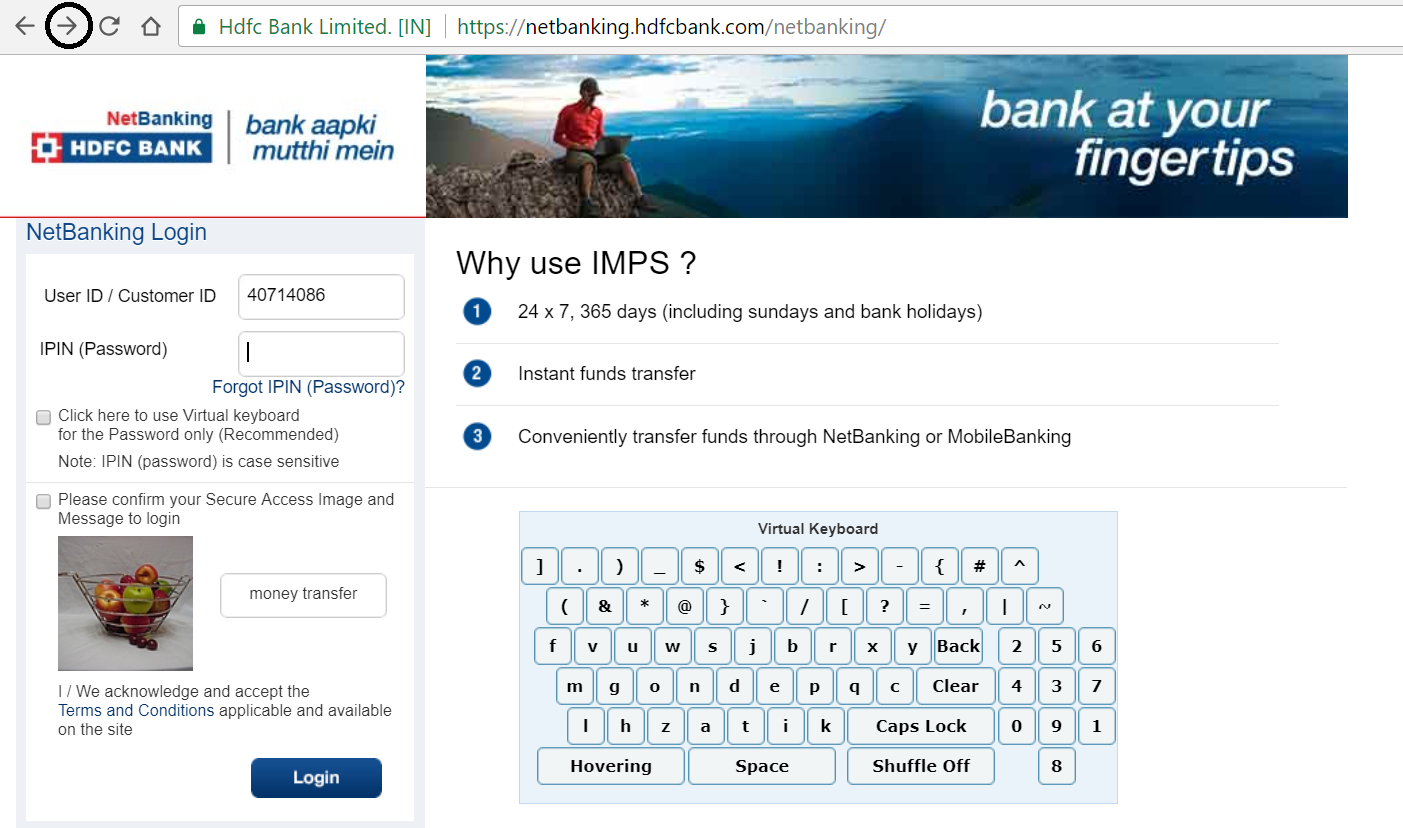 Hdfc Bank Limited. [IN] https://netbanking.hdfcbank.com/netbanking/
NetBanking
HDFC BANK
bank aapki
mutthi mein
bank at your
fingertips
NetBanking Login
User ID / Customer ID 40714086
IPIN (Password)
Forgot IPIN (Password)?
Click here to use Virtual keyboard
for the Password only (Recommended)
Note: IPIN (password) is case sensitive
Please confirm your Secure Access Image and
Message to login
money transfer
I / We acknowledge and accept the
Terms and Conditions applicable and available
on the site
Login
Why use IMPS ?
1 24 x 7, 365 days (including sundays and bank holidays)
2 Instant funds transfer
3 Conveniently transfer funds through NetBanking or MobileBanking
Virtual Keyboard
] . ) _ $ < ! : > - { # ^
( & * @ } ` / [ ? = , | ~
f v u w s j b r x y Back 2 5 6
m g o n d e p q c Clear 4 3 7
l h z a t i k Caps Lock 0 9 1
Hovering Space Shuffle Off 8